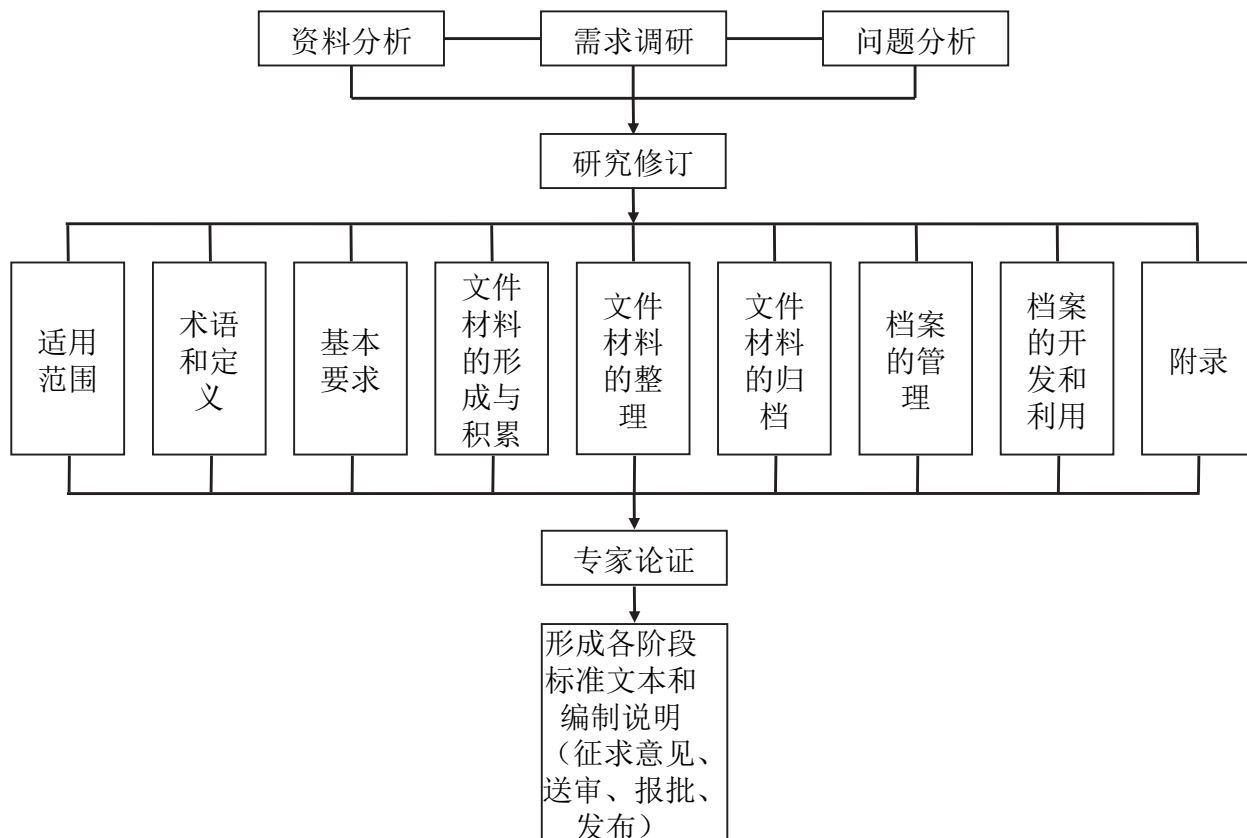 资料分析
需求调研
问题分析
研究修订
适用
范围
术语
和定
义
基本
要求
文件
材料
的形
成与
积累
文件
材料
的整
理
文件
材料
的归
档
档案
的管
理
档案
的开
发和
利用
附录
专家论证
形成各阶段
标准文本和
编制说明
（征求意见、
送审、报批、
发布）